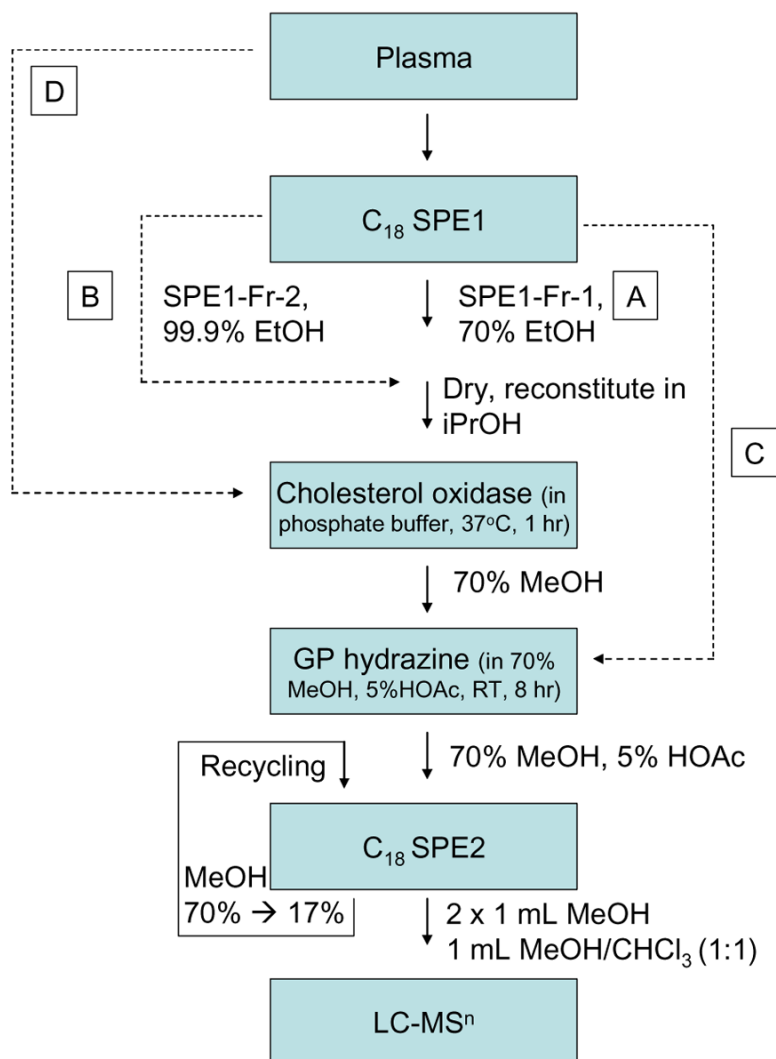 Plasma
D
C18 SPE1
B
SPE1-Fr-2,
99.9% EtOH
SPE1-Fr-1,
70% EtOH
A
Dry, reconstitute in
iPrOH
C
Cholesterol oxidase (in
phosphate buffer, 37°C, 1 hr)
70% MeOH
GP hydrazine (in 70%
MeOH, 5%HOAc, RT, 8 hr)
Recycling
70% MeOH, 5% HOAc
C18 SPE2
MeOH
70% → 17%
2 x 1 mL MeOH
1 mL MeOH/CHCl3 (1:1)
LC-MSⁿ